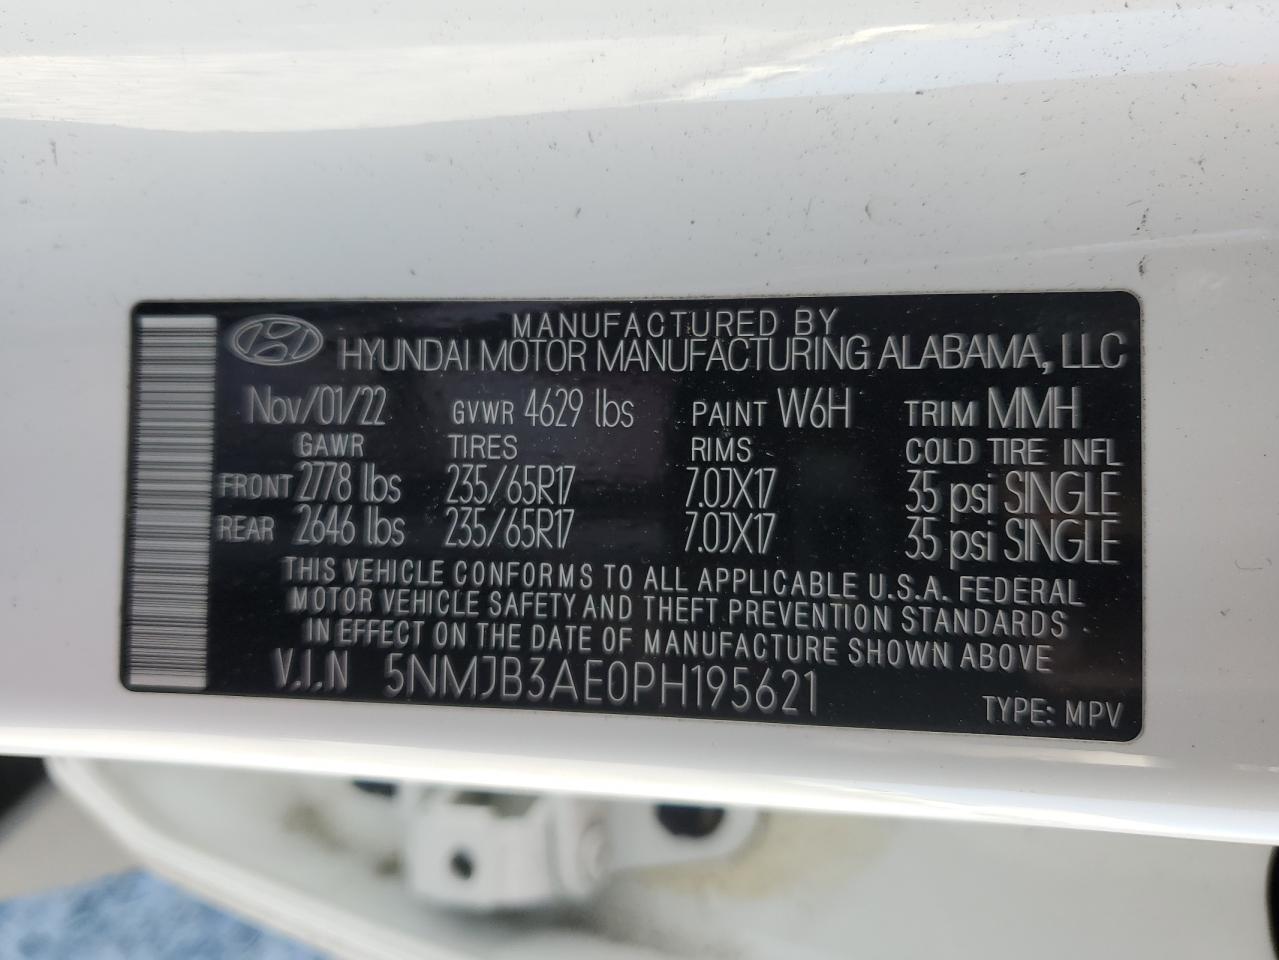 MANUFACTURED BY
HYUNDAI MOTOR MANUFACTURING ALABAMA, LLC
Nov/01/22 GVWR 4629 lbs PAINT W6H TRIM MMH
GAWR TIRES RIMS COLD TIRE INFL
FRONT 2778 lbs 235/65R17 7.0JX17 35 psi SINGLE
REAR 2646 lbs 235/65R17 7.0JX17 35 psi SINGLE
THIS VEHICLE CONFORMS TO ALL APPLICABLE U.S.A. FEDERAL
MOTOR VEHICLE SAFETY AND THEFT PREVENTION STANDARDS
IN EFFECT ON THE DATE OF MANUFACTURE SHOWN ABOVE
V.I.N 5NMJB3AE0PH195621
TYPE: MPV